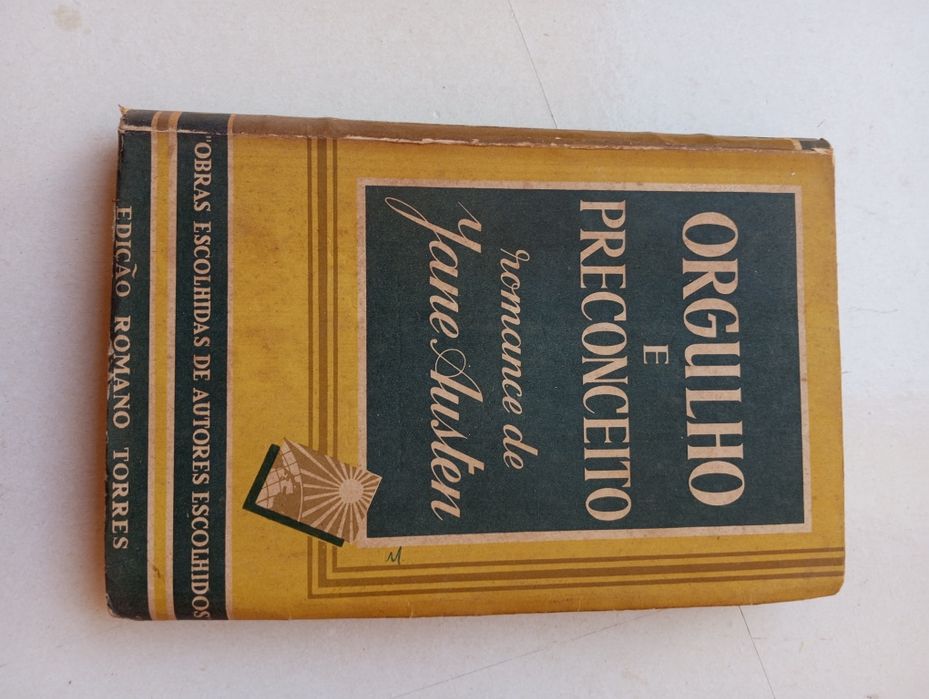 ORGULHO
E
PRECONCEITO
romance de
Jane Austen
"OBRAS ESCOLHIDAS DE AUTORES ESCOLHIDOS
EDIÇÃO ROMANO TORRES